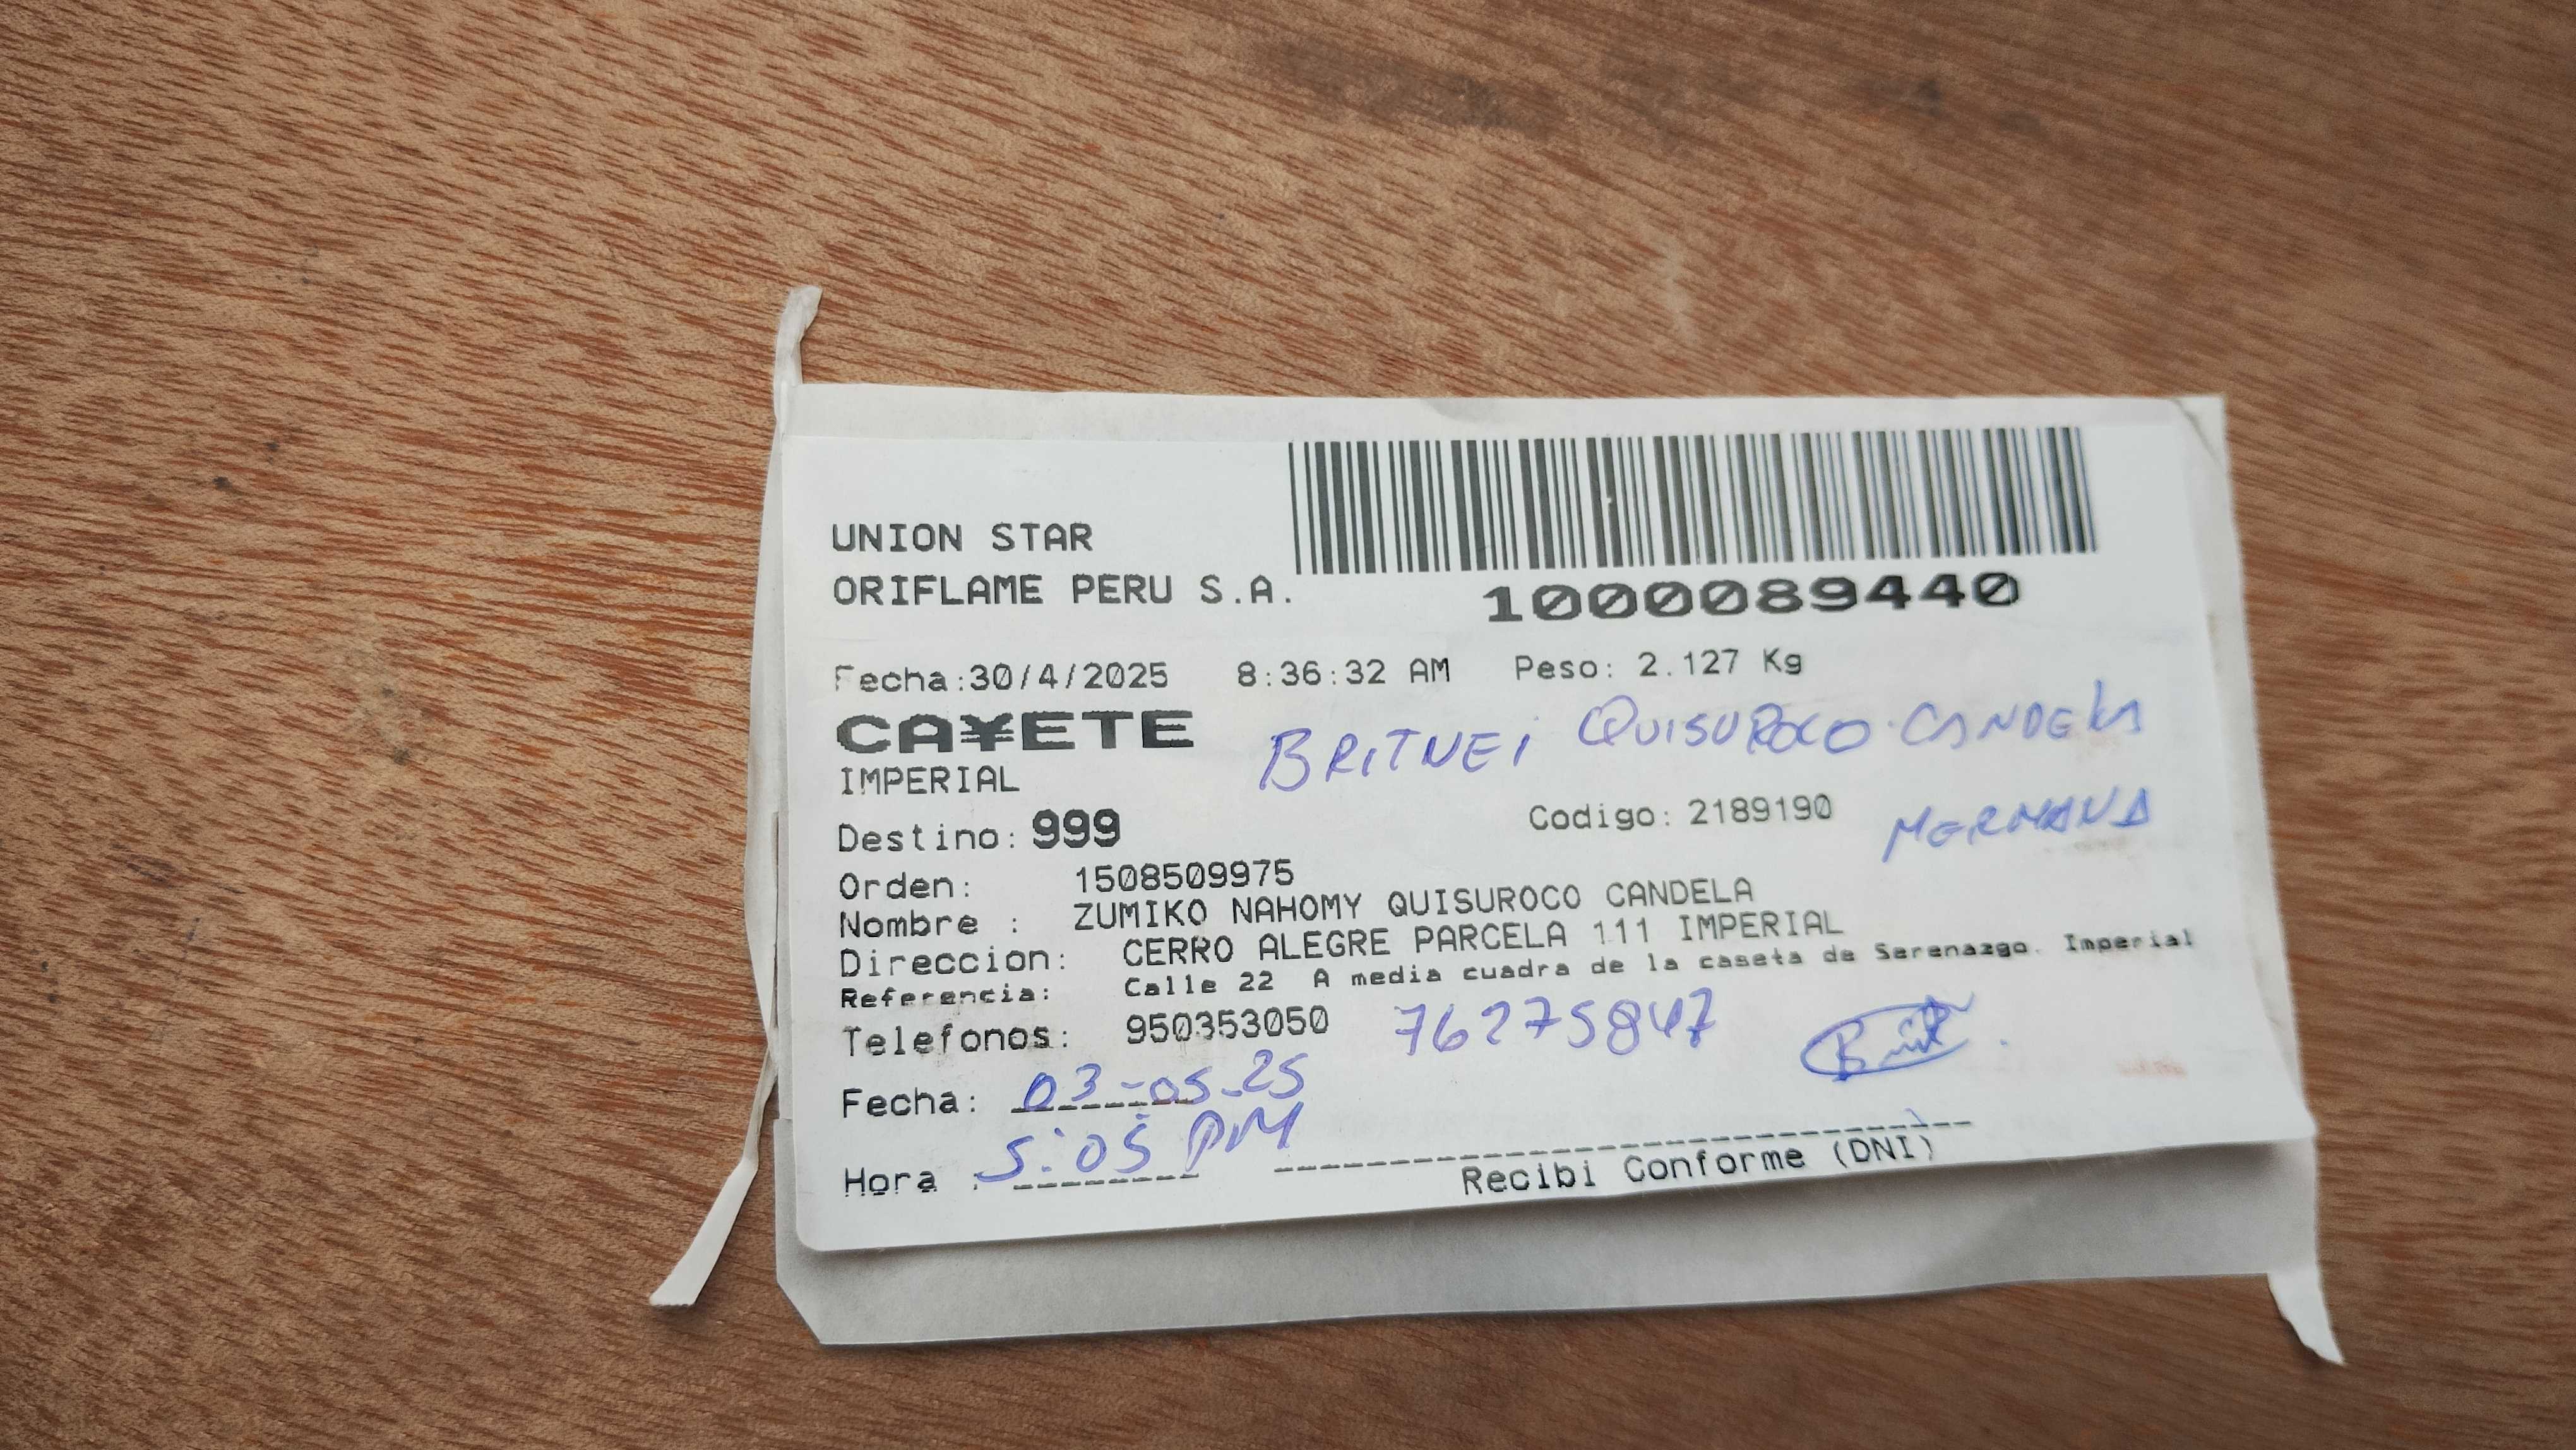 UNION STAR
ORIFLAME PERU S.A.
1000089440
Fecha:30/4/2025 8:36:32 AM Peso: 2.127 Kg
CA¥ETE
BRITNEi QUISUROCO CANDELA
IMPERIAL
Destino: 999 Codigo: 2189190 HERMANA
Orden: 1508509975
Nombre : ZUMIKO NAHOMY QUISUROCO CANDELA
Direccion: CERRO ALEGRE PARCELA 111 IMPERIAL
Referencia: Calle 22 A media cuadra de la caseta de Serenazgo. Imperial
Telefonos: 950353050 76275847
Fecha: 03-05-25
Hora : 5:05 PM
Recibi Conforme (DNI)